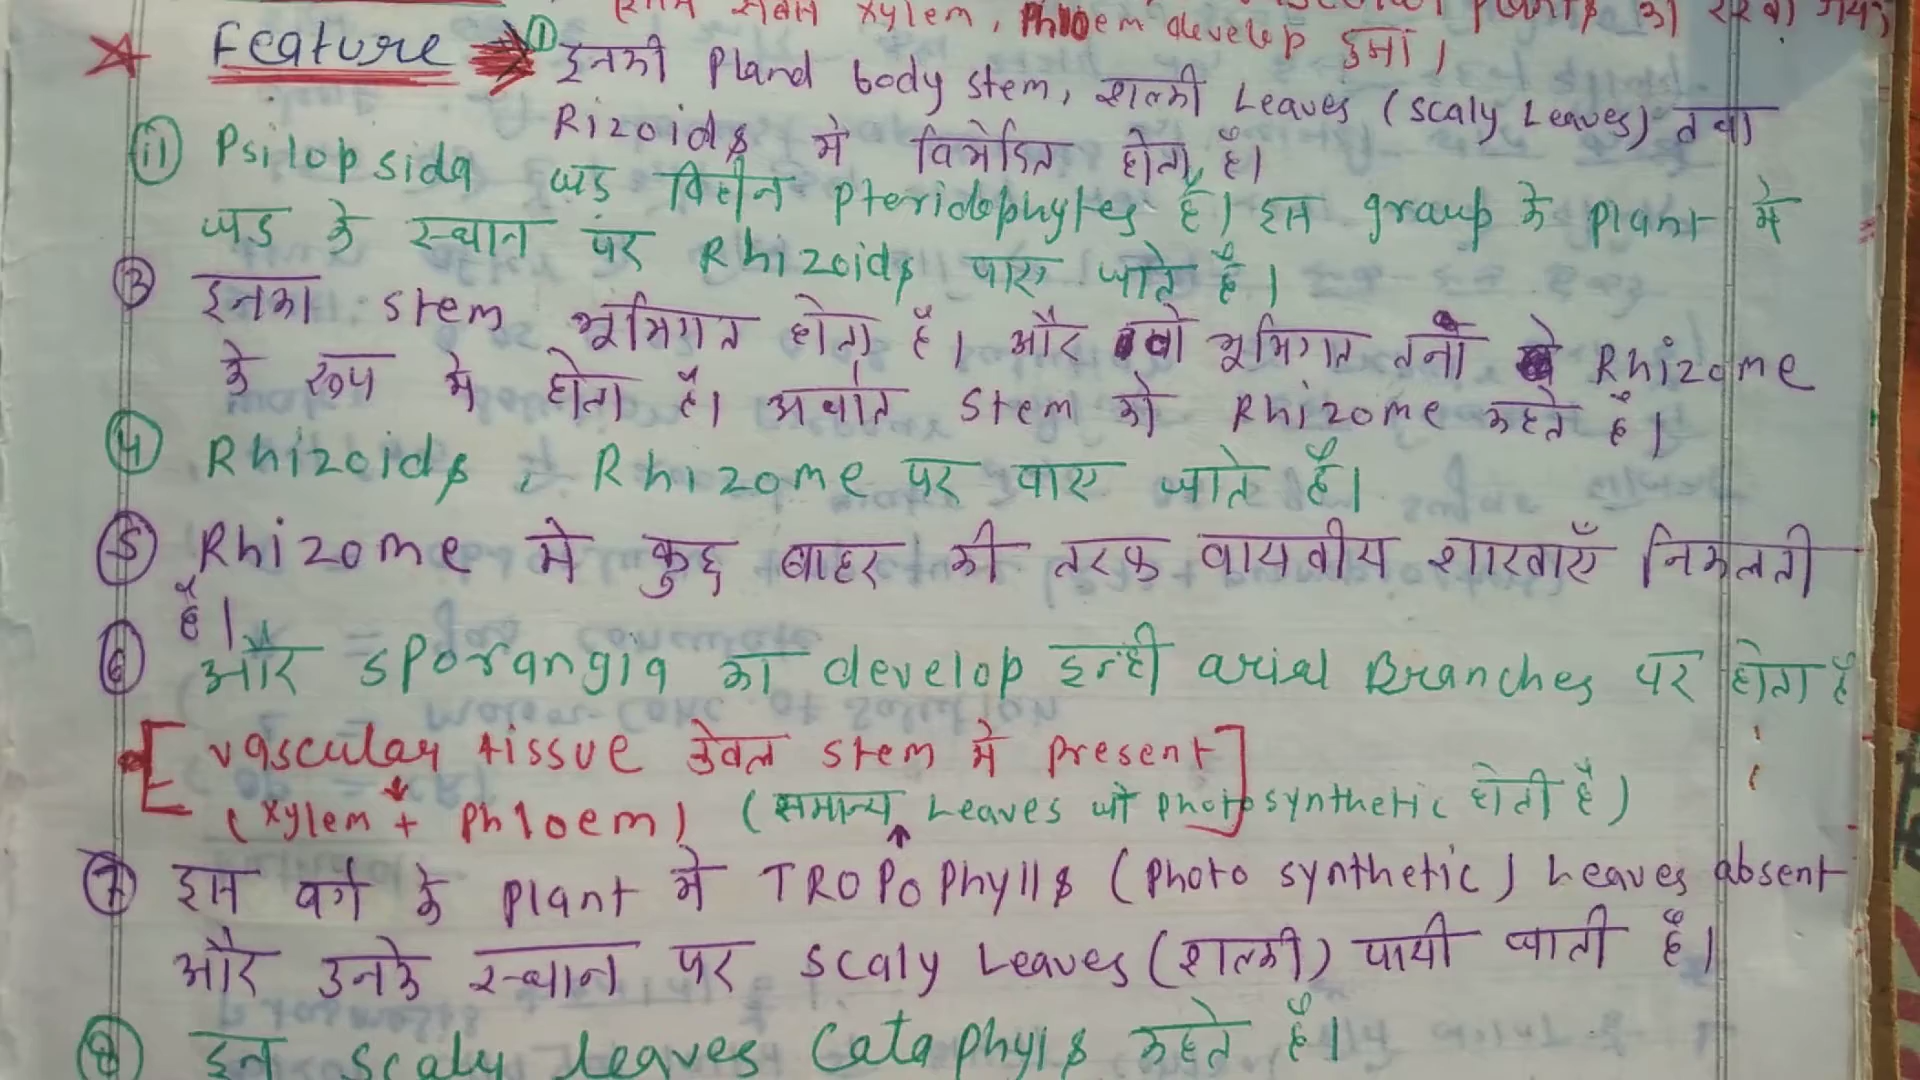 xylem, Phloem develop हुआ।
Feature ① इनकी Pland body stem, शल्की Leaves (scaly Leaves) तथा
Rizoids मे विभेदित होता है।
(ii) Psilopsida जड़ विहीन Pteridophytes है। इस group के plant मे
जड के स्थान पर Rhizoids पाए जाते है।
③ इनका stem भूमिगत होता है। और वो भूमिगत तना Rhizome
के रूप मे होता है। अर्थात stem को Rhizome कहते है।
④ Rhizoids, Rhizome पर पाए जाते है।
⑤ Rhizome मे कुछ बाहर की तरफ वायवीय शाखाएँ निकलती
है।
⑥ और sporangia का develop इन्ही arial Branches पर होता है
[vascular tissue केवल stem मे present]
(xylem + Phloem) (समान्य Leaves जो photosynthetic होती है)
⑦ इस वर्ग के plant मे TROPOPhylls (Photo synthetic) Leaves absent
और उनके स्थान पर scaly Leaves (शल्की) पायी जाती है।
⑧ इन scaly leaves Cataphylls कहते है।